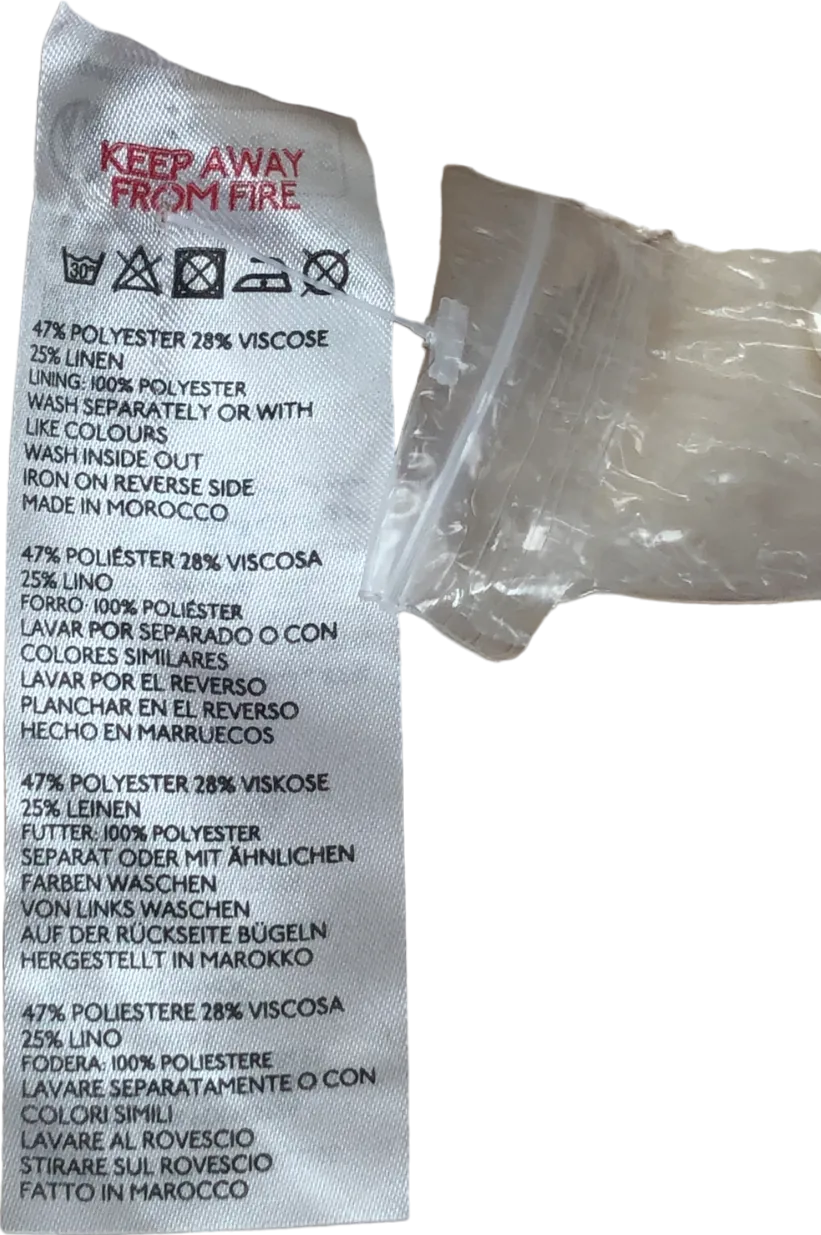 KEEP AWAY
FROM FIRE
30°
47% POLYESTER 28% VISCOSE
25% LINEN
LINING: 100% POLYESTER
WASH SEPARATELY OR WITH
LIKE COLOURS
WASH INSIDE OUT
IRON ON REVERSE SIDE
MADE IN MOROCCO
47% POLIÉSTER 28% VISCOSA
25% LINO
FORRO: 100% POLIÉSTER
LAVAR POR SEPARADO O CON
COLORES SIMILARES
LAVAR POR EL REVERSO
PLANCHAR EN EL REVERSO
HECHO EN MARRUECOS
47% POLYESTER 28% VISKOSE
25% LEINEN
FUTTER: 100% POLYESTER
SEPARAT ODER MIT ÄHNLICHEN
FARBEN WASCHEN
VON LINKS WASCHEN
AUF DER RÜCKSEITE BÜGELN
HERGESTELLT IN MAROKKO
47% POLIESTERE 28% VISCOSA
25% LINO
FODERA: 100% POLIESTERE
LAVARE SEPARATAMENTE O CON
COLORI SIMILI
LAVARE AL ROVESCIO
STIRARE SUL ROVESCIO
FATTO IN MAROCCO